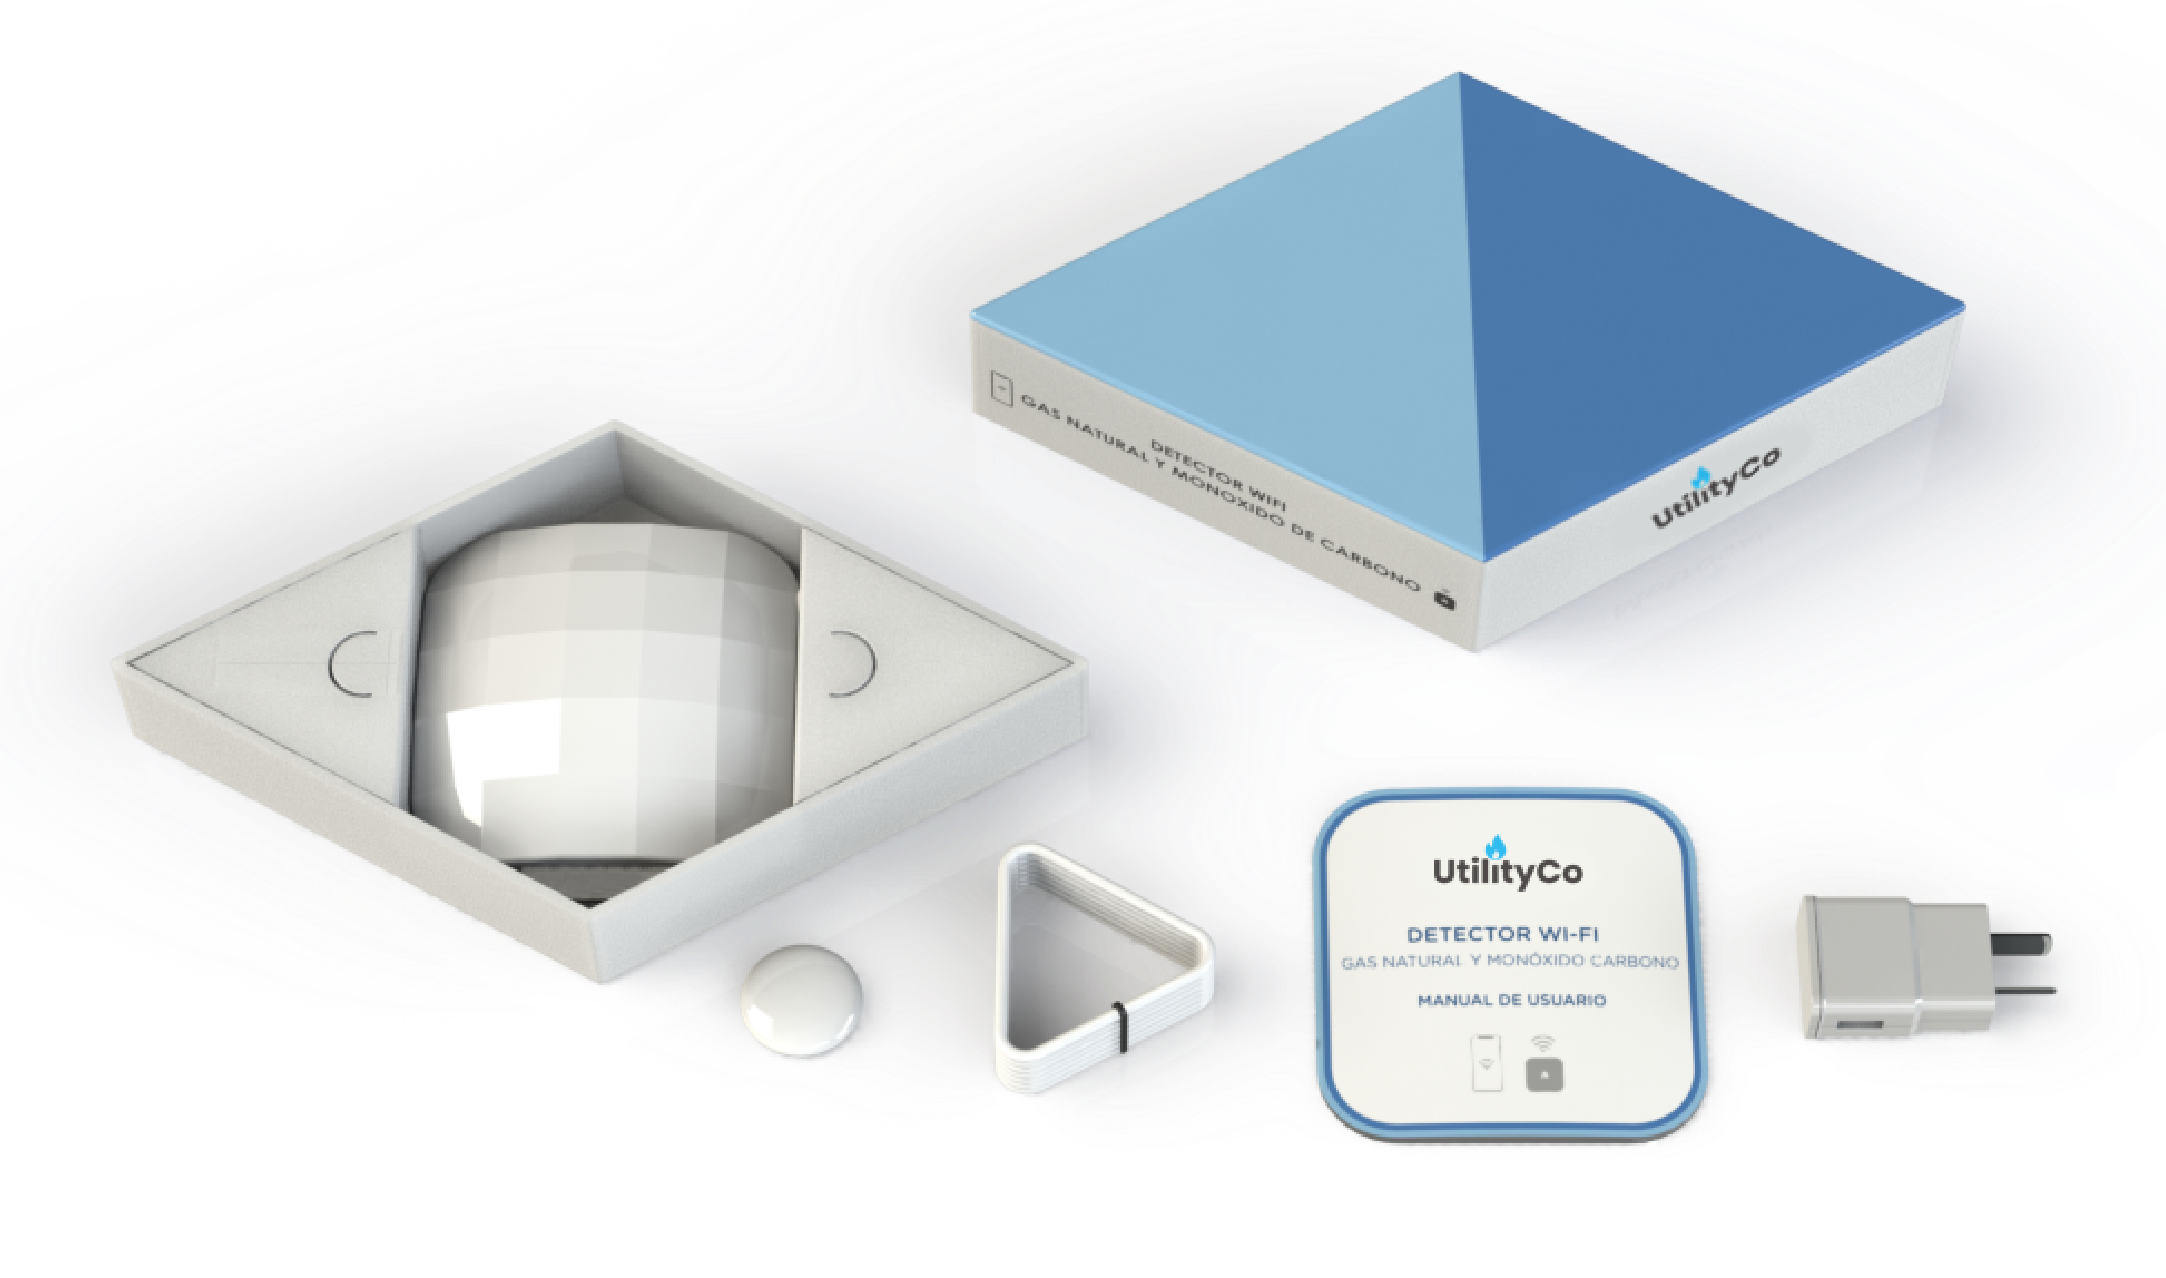 DETECTOR WIFI
GAS NATURAL Y MONOXIDO DE CARBONO
UtilityCo
UtilityCo
DETECTOR WI-FI
GAS NATURAL Y MONÓXIDO CARBONO
MANUAL DE USUARIO